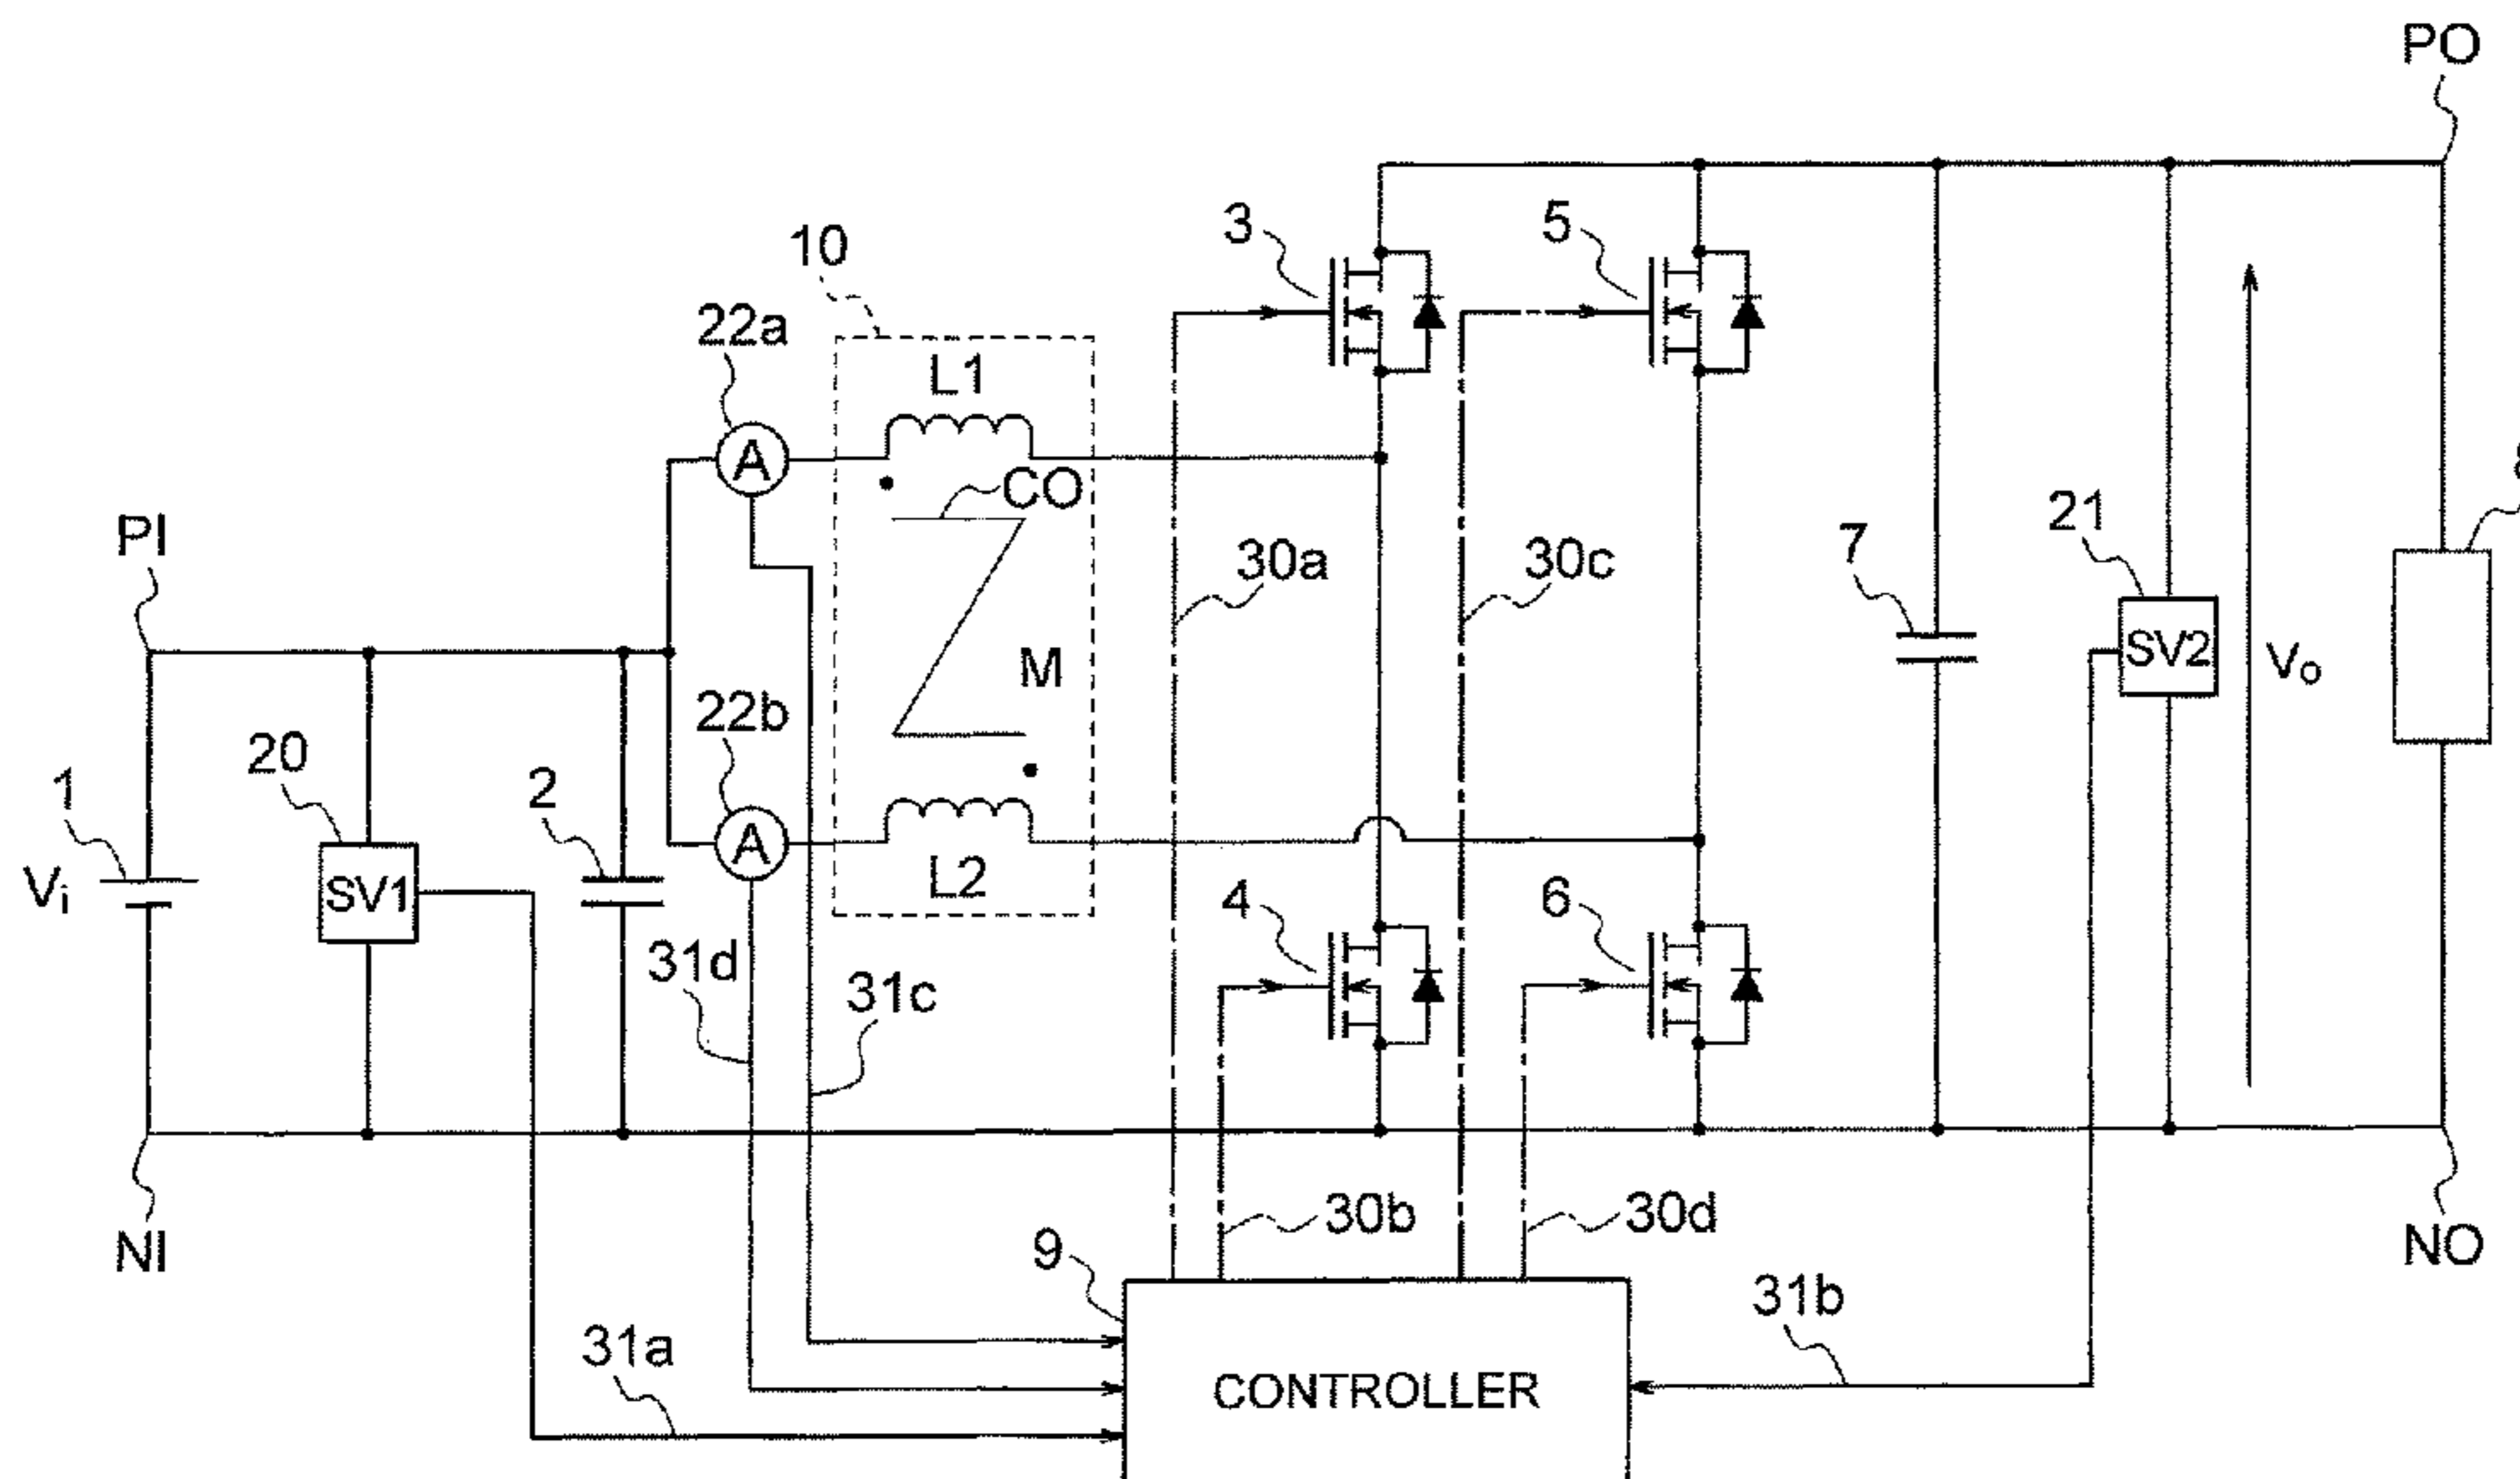 PO
3
5
10
22a
L1
A
CO
PI
30a
30c
7
21
SV2
Vo
M
22b
20
1
2
Vi
SV1
A
L2
4
6
31d
31c
NI
9
30b
30d
NO
31b
31a
CONTROLLER